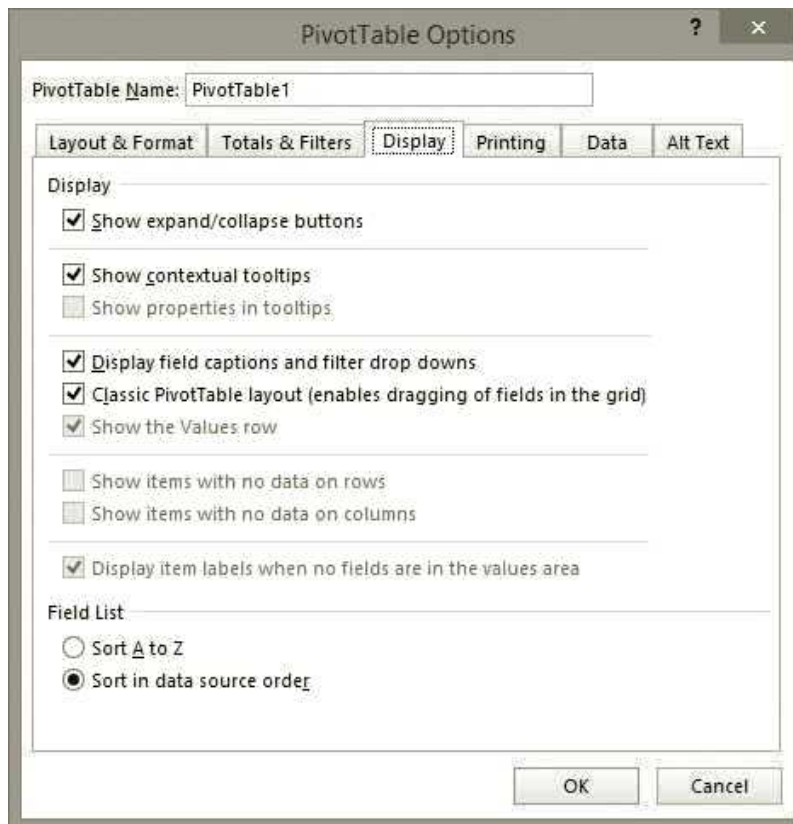 PivotTable Options
?
PivotTable Name: PivotTable1
Layout & Format Totals & Filters Display Printing Data Alt Text
Display
Show expand/collapse buttons
Show contextual tooltips
Show properties in tooltips
Display field captions and filter drop downs
Classic PivotTable layout (enables dragging of fields in the grid)
Show the Values row
Show items with no data on rows
Show items with no data on columns
Display item labels when no fields are in the values area
Field List
Sort A to Z
Sort in data source order
OK Cancel